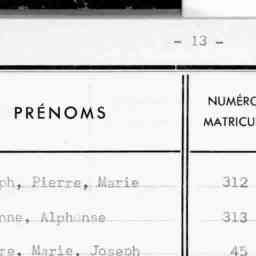 - 13 -
PRÉNOMS
NUMÉRO
MATRICU
ph, Pierre, Marie 312
nne, Alphonse 313
re, Marie, Joseph 45